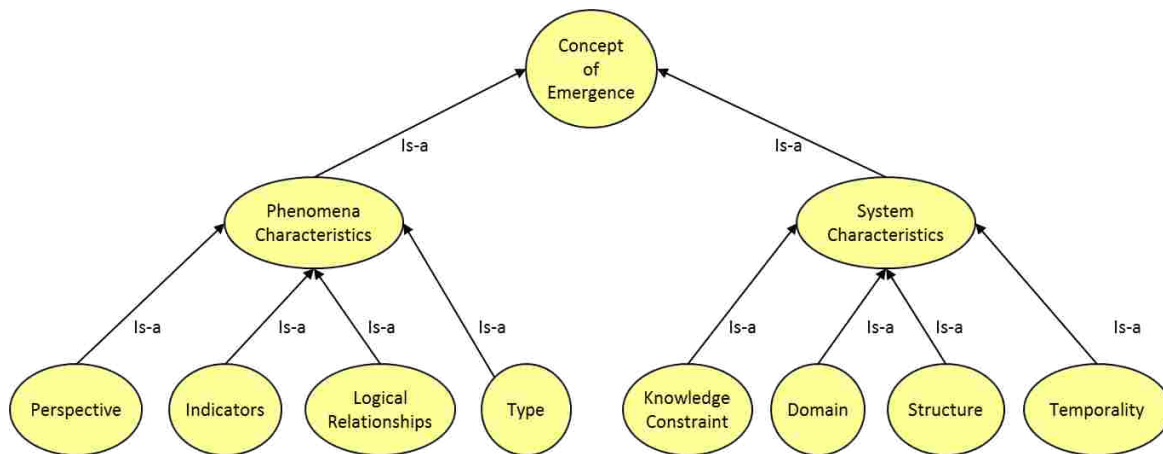 Concept
of
Emergence
Is-a
Is-a
Phenomena
Characteristics
System
Characteristics
Is-a
Is-a
Is-a
Is-a
Is-a
Is-a
Is-a
Is-a
Perspective
Indicators
Logical
Relationships
Type
Knowledge
Constraint
Domain
Structure
Temporality